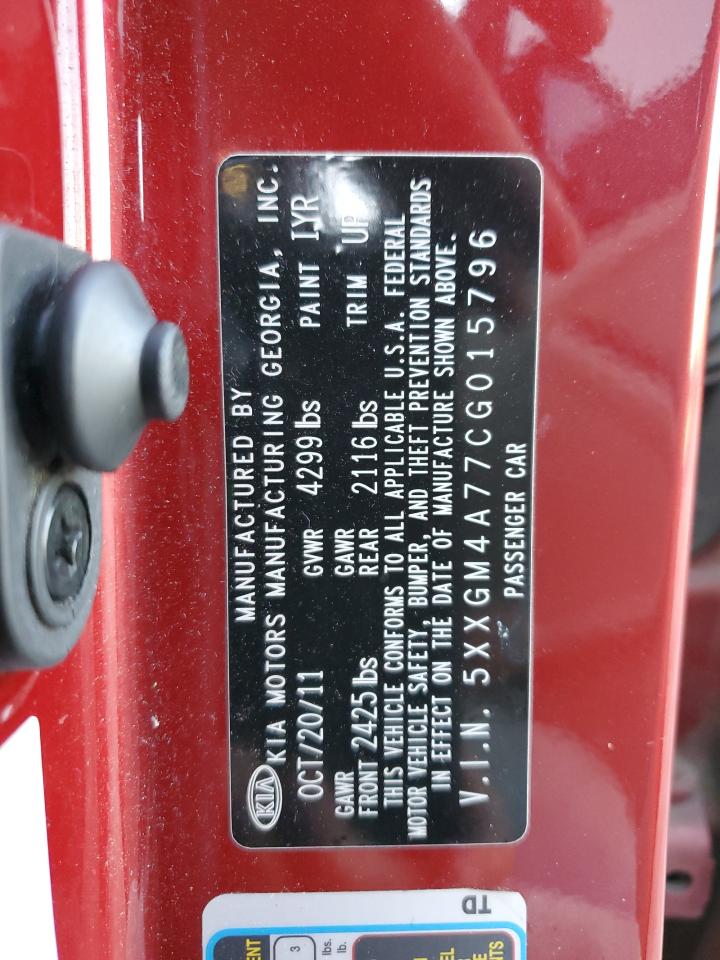 MANUFACTURED BY
KIA KIA MOTORS MANUFACTURING GEORGIA, INC.
OCT/20/11 GVWR 4299 lbs PAINT IYR
GAWR FRONT 2425 lbs GAWR REAR 2116 lbs TRIM UP
THIS VEHICLE CONFORMS TO ALL APPLICABLE U.S.A. FEDERAL
MOTOR VEHICLE SAFETY, BUMPER, AND THEFT PREVENTION STANDARDS
IN EFFECT ON THE DATE OF MANUFACTURE SHOWN ABOVE.
V.I.N. 5XXGM4A77CG015796
PASSENGER CAR
3
lbs.
lb.